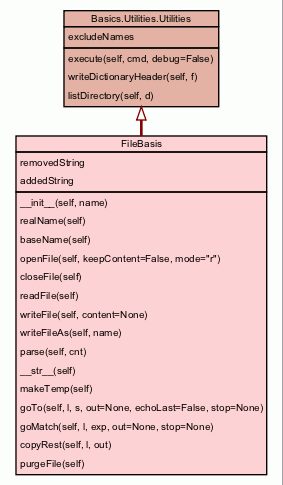 Basics.Utilities.Utilities
excludeNames
execute(self, cmd, debug=False)
writeDictionaryHeader(self, f)
listDirectory(self, d)
FileBasis
removedString
addedString
__init__(self, name)
realName(self)
baseName(self)
openFile(self, keepContent=False, mode="r")
closeFile(self)
readFile(self)
writeFile(self, content=None)
writeFileAs(self, name)
parse(self, cnt)
__str__(self)
makeTemp(self)
goTo(self, l, s, out=None, echoLast=False, stop=None)
goMatch(self, l, exp, out=None, stop=None)
copyRest(self, l, out)
purgeFile(self)